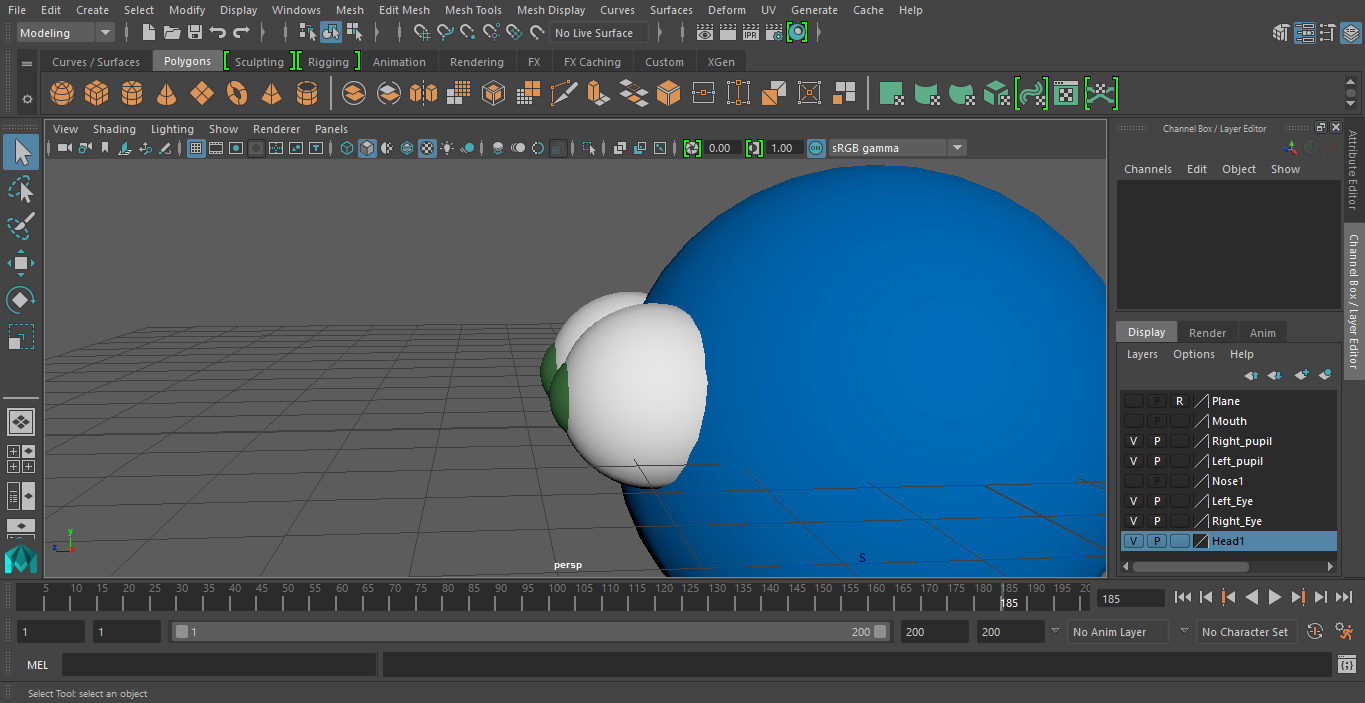 File Edit Create Select Modify Display Windows Mesh Edit Mesh Mesh Tools Mesh Display Curves Surfaces Deform UV Generate Cache Help
Modeling No Live Surface IPR
Curves / Surfaces Polygons Sculpting Rigging Animation Rendering FX FX Caching Custom XGen
View Shading Lighting Show Renderer Panels
0.00 1.00 ON sRGB gamma
Channel Box / Layer Editor
Channels Edit Object Show
Attribute Editor
Channel Box / Layer Editor
Display Render Anim
Layers Options Help
P R Plane
P Mouth
V P Right_pupil
V P Left_pupil
P Nose1
V P Left_Eye
V P Right_Eye
V P Head1
y
z
persp
S
5 10 15 20 25 30 35 40 45 50 55 60 65 70 75 80 85 90 95 100 105 110 115 120 125 130 135 140 145 150 155 160 165 170 175 180 185 190 195 20
185
185
1 1 1 200 200 200 No Anim Layer No Character Set
MEL
Select Tool: select an object